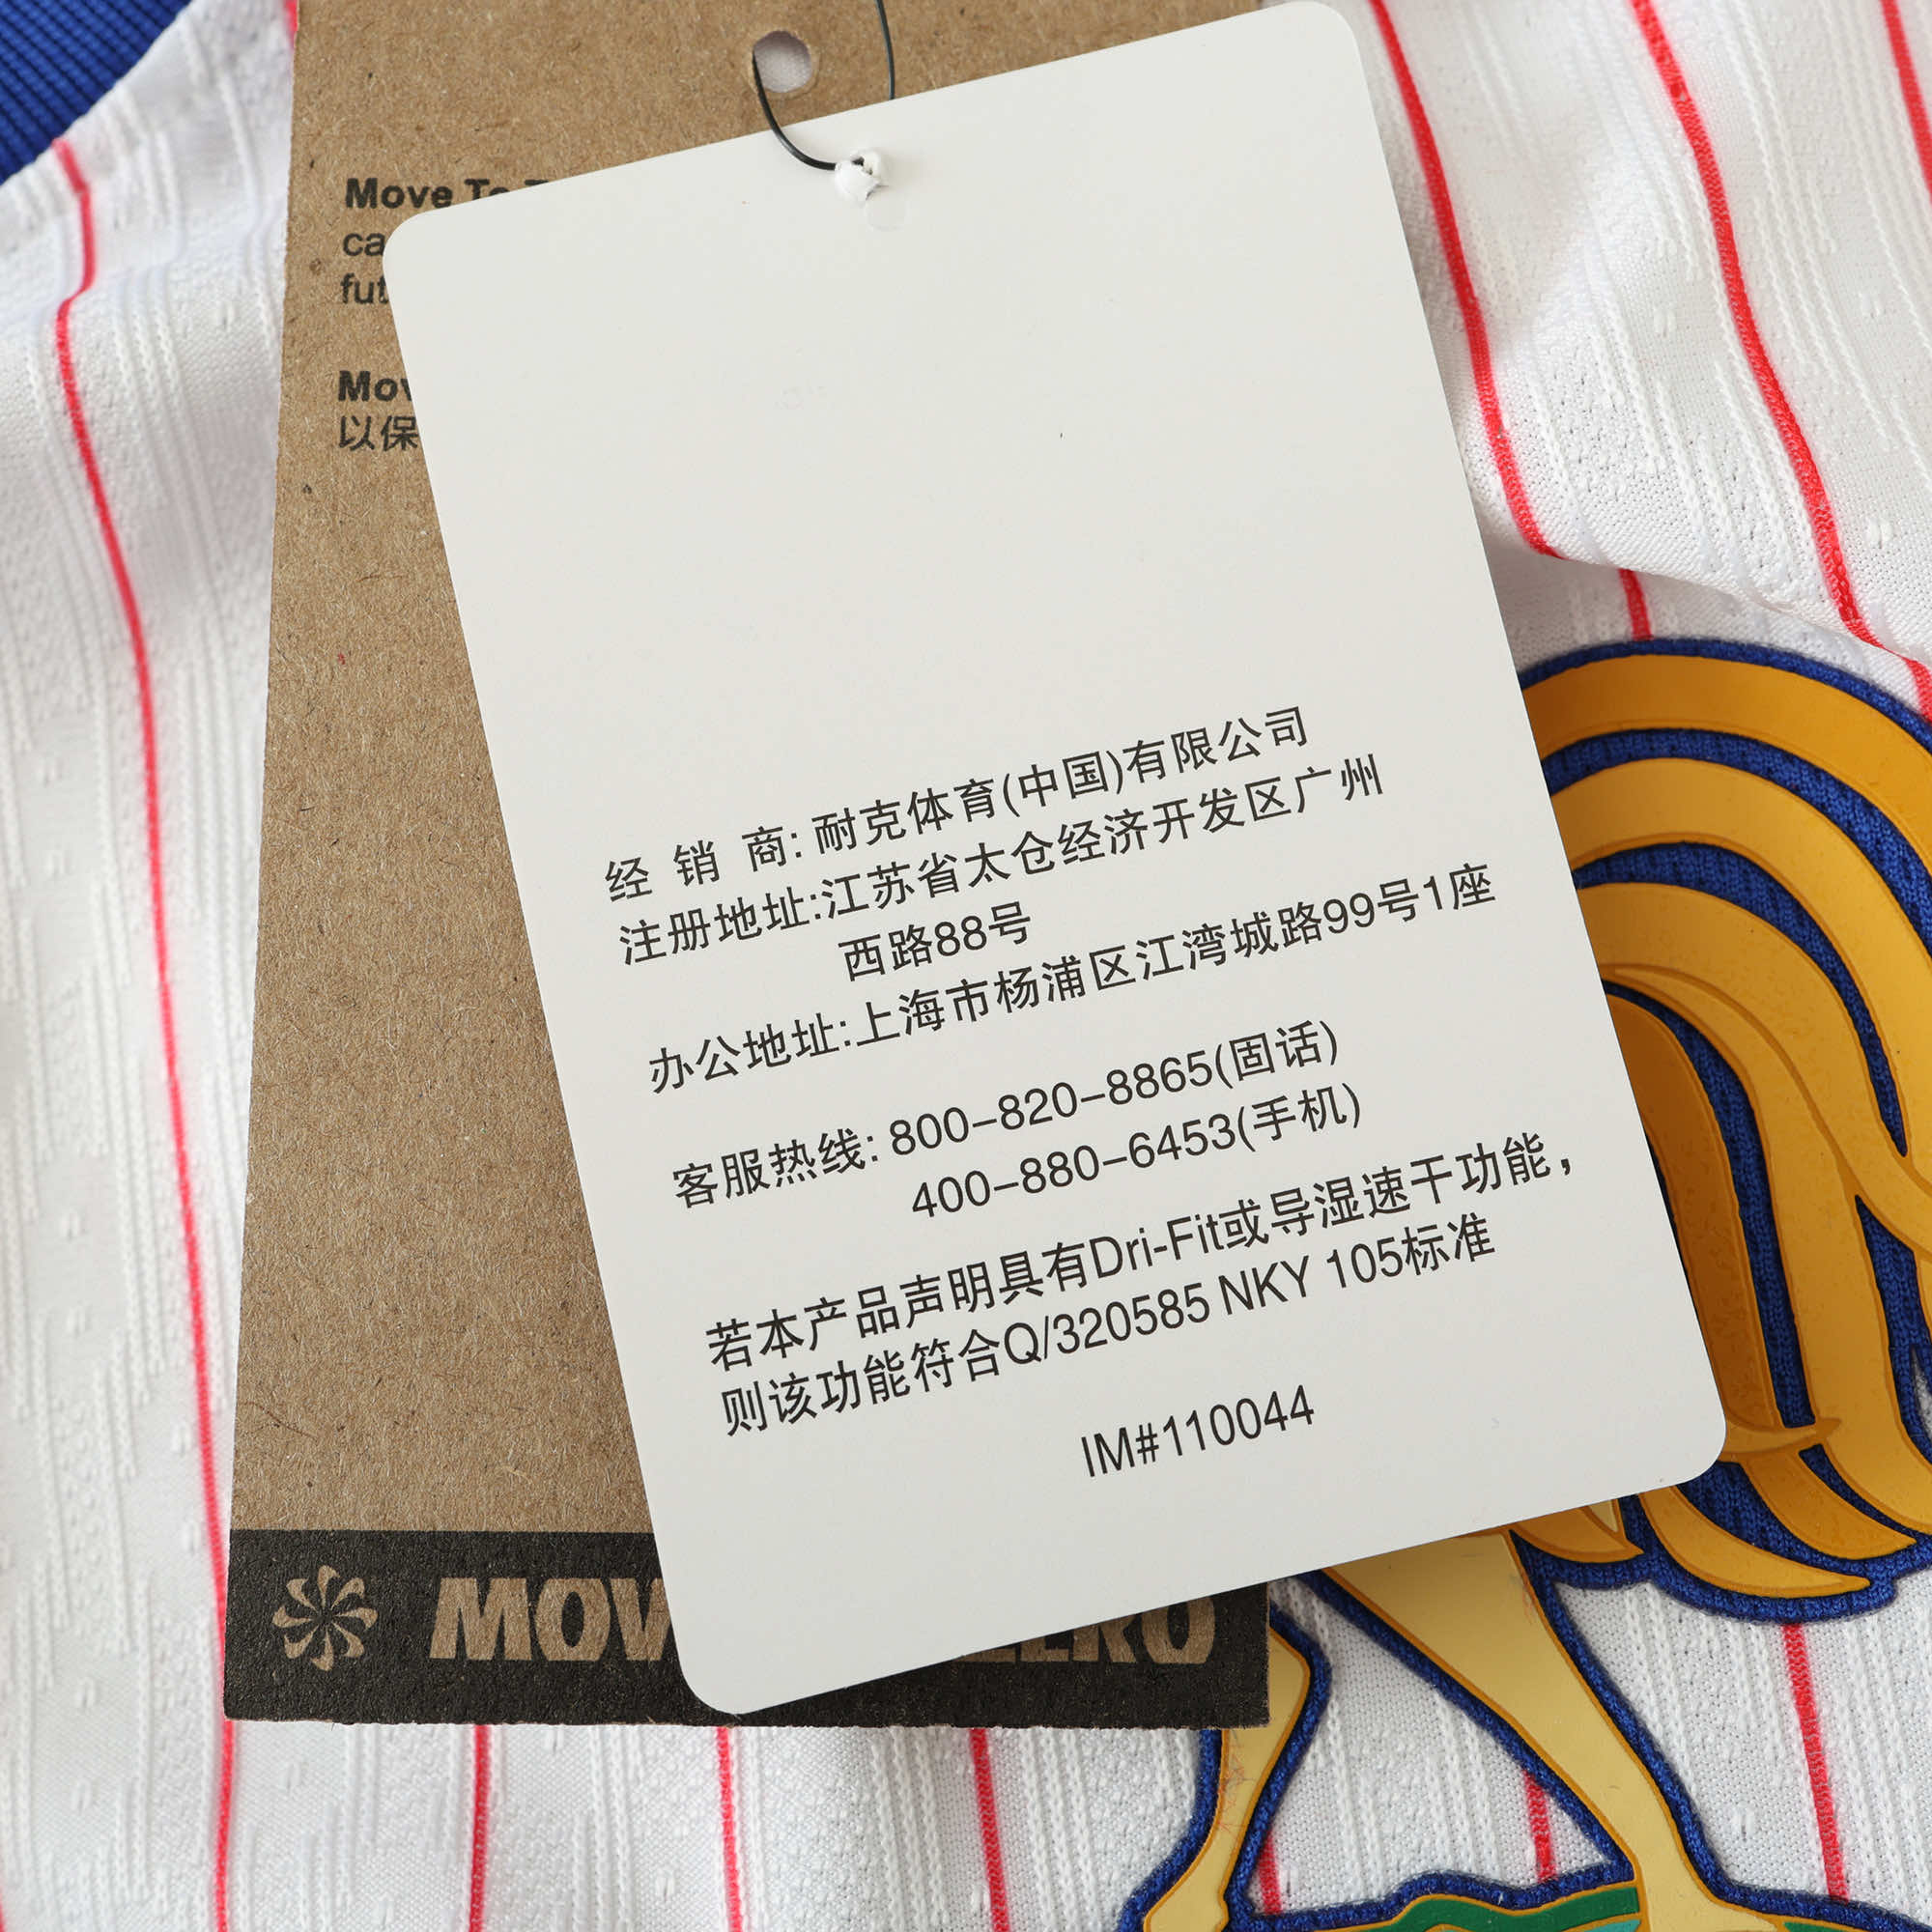 Move To
ca
fut
Mov
以保
经 销 商: 耐克体育(中国)有限公司
注册地址:江苏省太仓经济开发区广州
西路88号
办公地址:上海市杨浦区江湾城路99号1座
客服热线: 800-820-8865(固话)
400-880-6453(手机)
若本产品声明具有Dri-Fit或导湿速干功能，
则该功能符合Q/320585 NKY 105标准
IM#110044
MOV ZERO